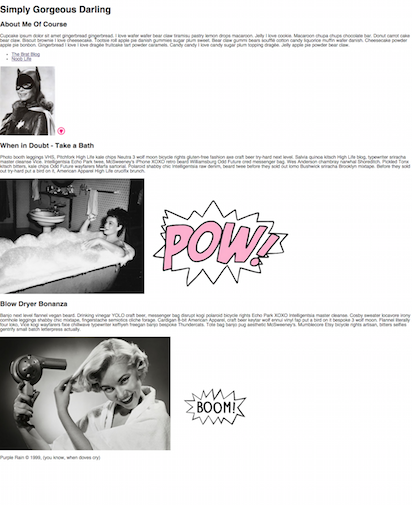 Simply Gorgeous Darling
About Me Of Course
Cupcake ipsum dolor sit amet gingerbread gingerbread. I love wafer wafer bear claw tiramisu pastry lemon drops macaroon. Jelly I love cookie. Macaroon chupa chups chocolate bar. Donut carrot cake
bear claw. Biscuit brownie I love cheesecake. Tootsie roll apple pie danish gummies sugar plum sweet. Bear claw gummi bears soufflé cotton candy liquorice muffin wafer danish. Cheesecake powder
apple pie bonbon. Gingerbread I love I love dragée fruitcake tart powder caramels. Candy candy I love candy sugar plum topping dragée. Jelly apple pie powder bear claw.
The Brat Blog
Noob Life
When in Doubt - Take a Bath
Photo booth leggings VHS, Pitchfork High Life kale chips Neutra 3 wolf moon bicycle rights gluten-free fashion axe craft beer try-hard next level. Salvia quinoa kitsch High Life blog, typewriter sriracha
master cleanse Vice. Intelligentsia Echo Park twee, McSweeney's iPhone XOXO retro beard Williamsburg Odd Future cred messenger bag. Wes Anderson chambray narwhal Shoreditch. Pickled Tonx
kitsch bitters, kale chips Odd Future wayfarers Marfa sartorial. Polaroid shabby chic Intelligentsia raw denim, beard twee before they sold out lomo Bushwick sriracha Brooklyn mixtape. Before they sold
out try-hard put a bird on it, American Apparel High Life crucifix brunch.
POW!
Blow Dryer Bonanza
Banjo next level flannel vegan beard. Drinking vinegar YOLO craft beer, messenger bag disrupt kogi polaroid bicycle rights Echo Park XOXO Intelligentsia master cleanse. Cosby sweater locavore irony
cornhole leggings shabby chic mixtape, fingerstache semiotics cliche forage. Cardigan 8-bit American Apparel, craft beer keytar wolf ennui vinyl fap put a bird on it bespoke 3 wolf moon. Flannel literally
four loko, Vice kogi wayfarers fixie chillwave typewriter keffiyeh freegan banjo bespoke Thundercats. Tote bag banjo pug aesthetic McSweeney's. Mumblecore Etsy bicycle rights artisan, bitters selfies
gentrify small batch letterpress actually.
BOOM!
Purple Rain © 1989, (you know, when doves cry)